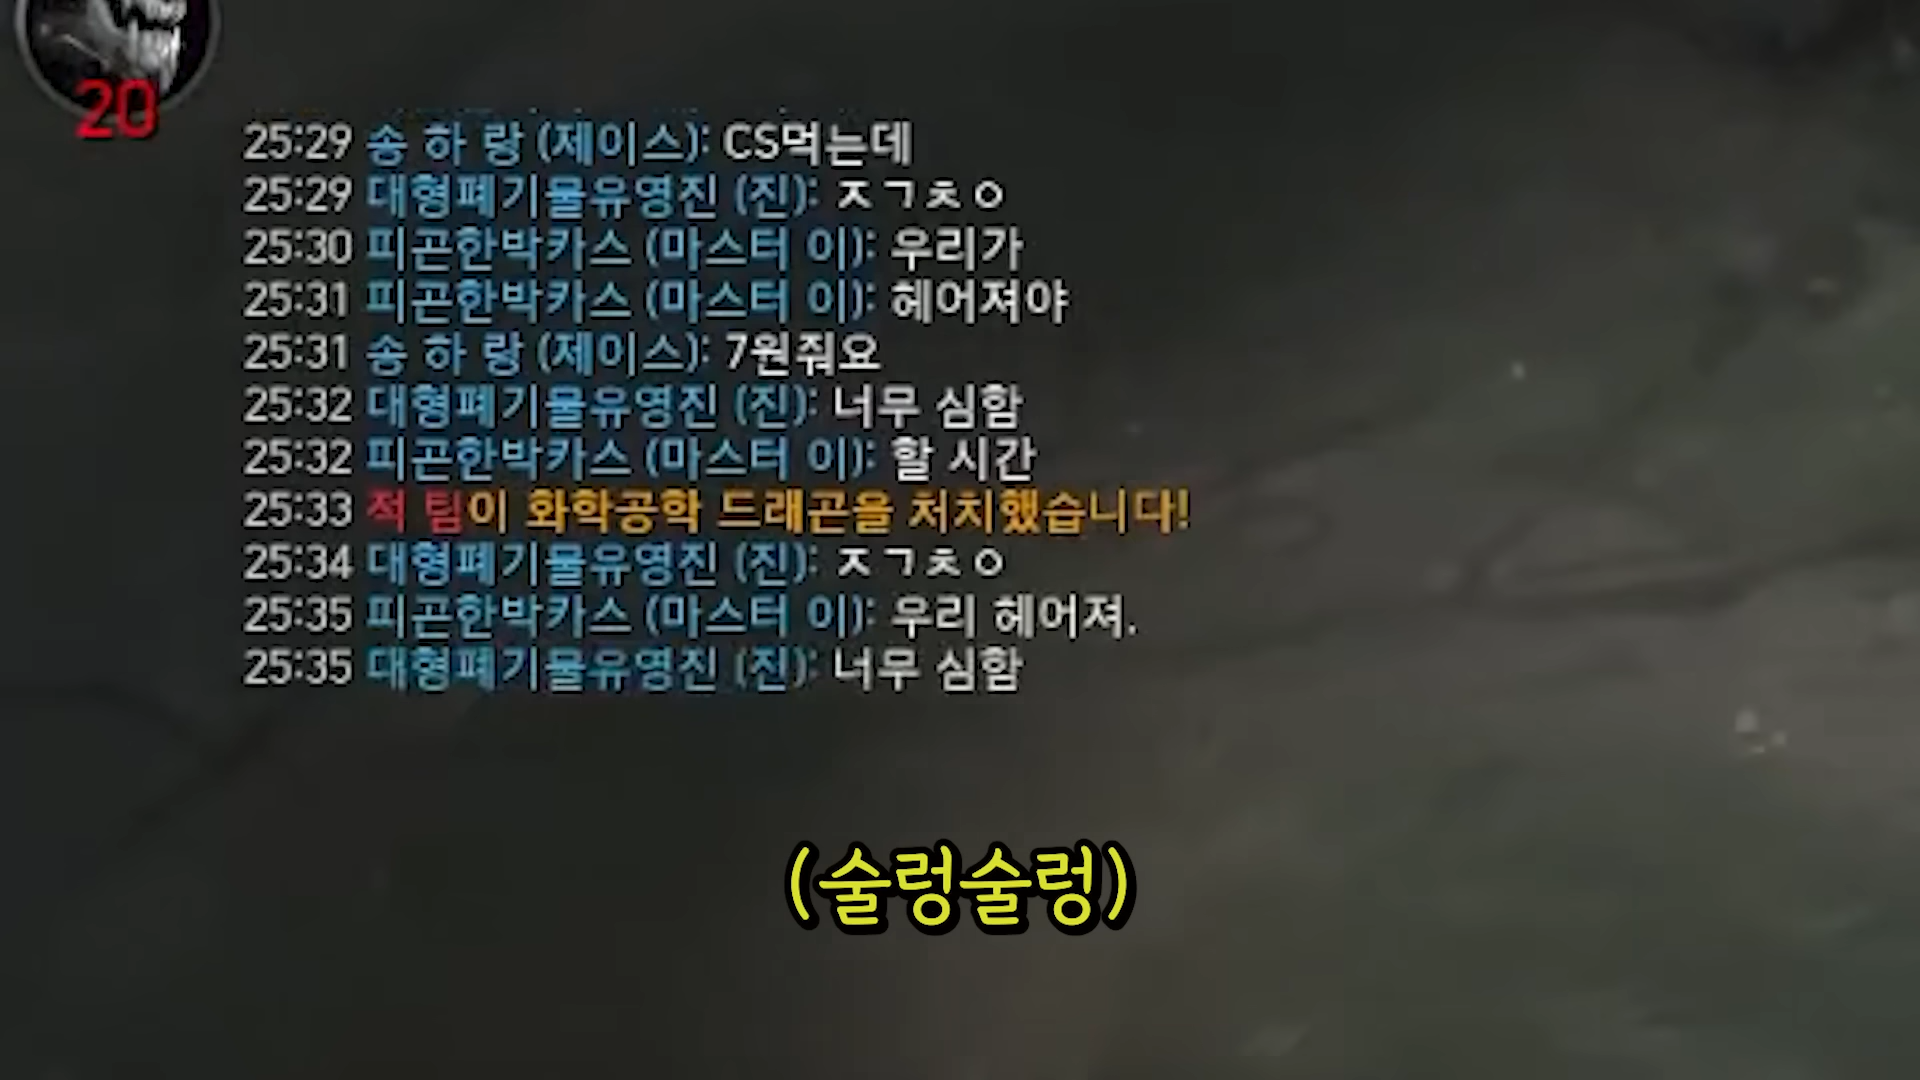 20
25:29 송 하 랑 (제이스): CS먹는데
25:29 대형폐기물유영진 (진): ㅈㄱㅊㅇ
25:30 피곤한박카스 (마스터 이): 우리가
25:31 피곤한박카스 (마스터 이): 헤어져야
25:31 송 하 랑 (제이스): 7원줘요
25:32 대형폐기물유영진 (진): 너무 심함
25:32 피곤한박카스 (마스터 이): 할 시간
25:33 적 팀이 화학공학 드래곤을 처치했습니다!
25:34 대형폐기물유영진 (진): ㅈㄱㅊㅇ
25:35 피곤한박카스 (마스터 이): 우리 헤어져.
25:35 대형폐기물유영진 (진): 너무 심함
(술렁술렁)